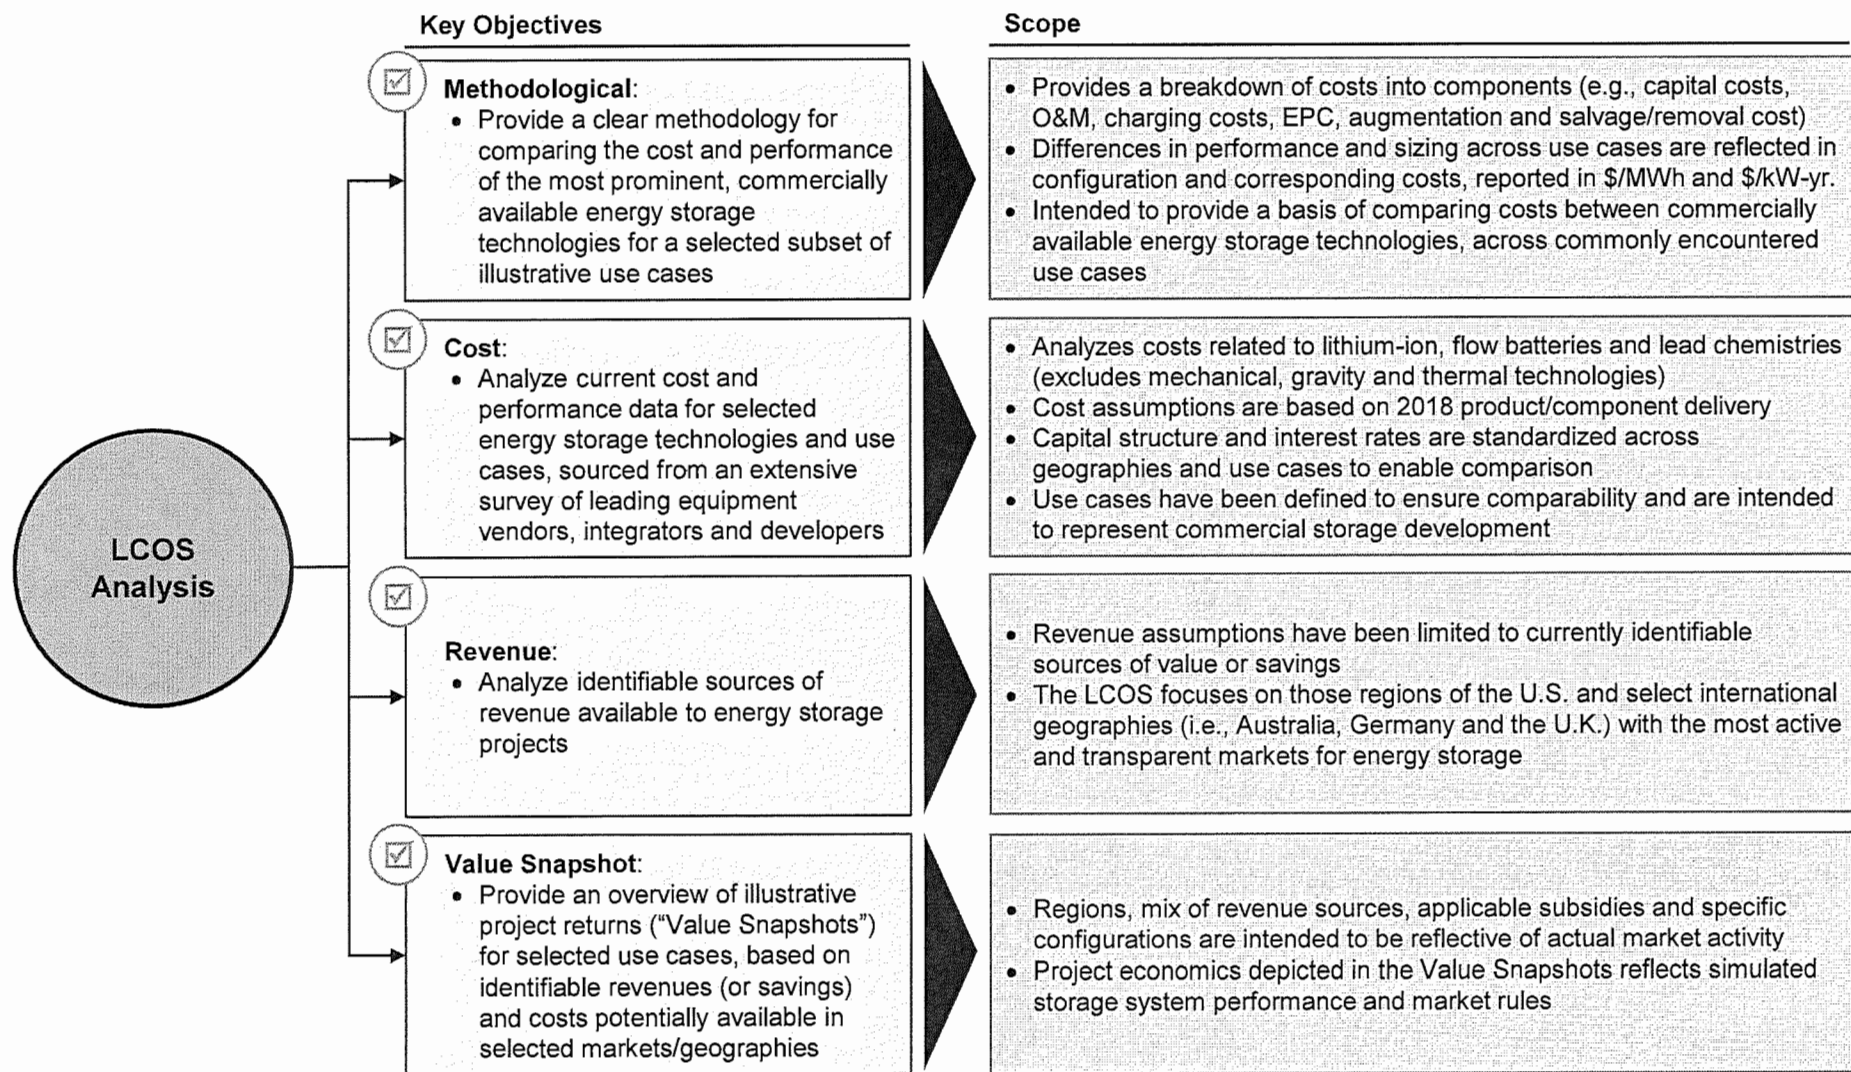 Key Objectives
Scope
LCOS
Analysis
Methodological:
• Provide a clear methodology for
comparing the cost and performance
of the most prominent, commercially
available energy storage
technologies for a selected subset of
illustrative use cases
• Provides a breakdown of costs into components (e.g., capital costs,
O&M, charging costs, EPC, augmentation and salvage/removal cost)
• Differences in performance and sizing across use cases are reflected in
configuration and corresponding costs, reported in $/MWh and $/kW-yr.
• Intended to provide a basis of comparing costs between commercially
available energy storage technologies, across commonly encountered
use cases
Cost:
• Analyze current cost and
performance data for selected
energy storage technologies and use
cases, sourced from an extensive
survey of leading equipment
vendors, integrators and developers
• Analyzes costs related to lithium-ion, flow batteries and lead chemistries
(excludes mechanical, gravity and thermal technologies)
• Cost assumptions are based on 2018 product/component delivery
• Capital structure and interest rates are standardized across
geographies and use cases to enable comparison
• Use cases have been defined to ensure comparability and are intended
to represent commercial storage development
Revenue:
• Analyze identifiable sources of
revenue available to energy storage
projects
• Revenue assumptions have been limited to currently identifiable
sources of value or savings
• The LCOS focuses on those regions of the U.S. and select international
geographies (i.e., Australia, Germany and the U.K.) with the most active
and transparent markets for energy storage
Value Snapshot:
• Provide an overview of illustrative
project returns (“Value Snapshots”)
for selected use cases, based on
identifiable revenues (or savings)
and costs potentially available in
selected markets/geographies
• Regions, mix of revenue sources, applicable subsidies and specific
configurations are intended to be reflective of actual market activity
• Project economics depicted in the Value Snapshots reflects simulated
storage system performance and market rules